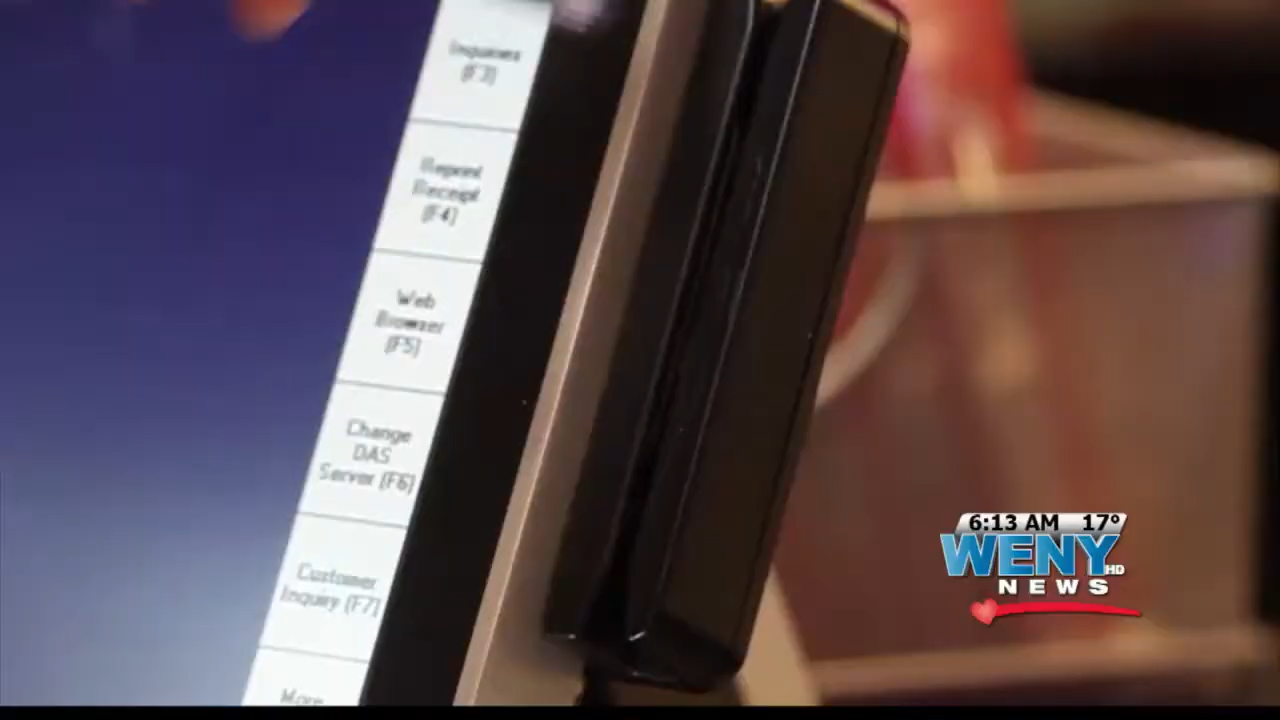 Inquiries
(F3)
Reprint
Receipt
(F4)
Web
Browser
(F5)
Change
DAS
Server (F6)
Customer
Inquiry (F7)
More
6:13 AM 17°
WENY HD
NEWS